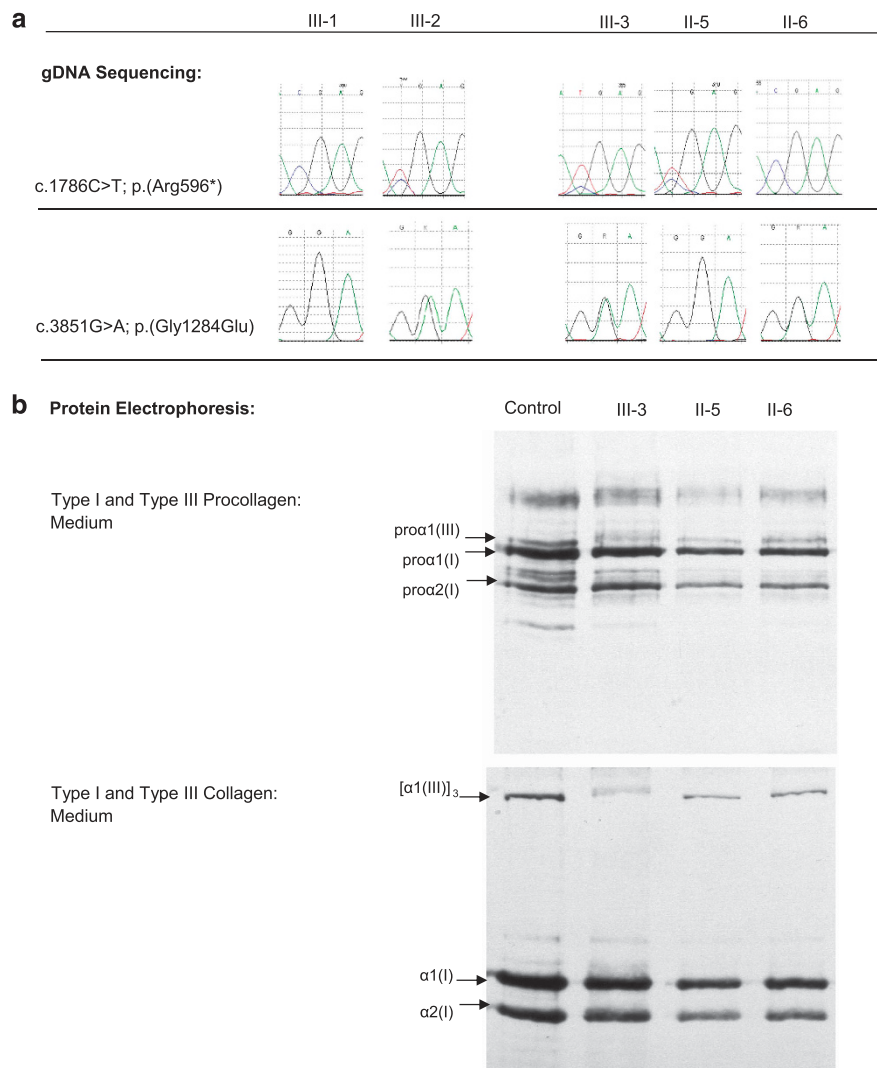 a
III-1 III-2 III-3 II-5 II-6
gDNA Sequencing:
C G A G
Y G A G
A T G A G
Y G A G
C G A G
c.1786C>T; p.(Arg596*)
G G A
G R A
G R A
G G A
G R A
c.3851G>A; p.(Gly1284Glu)
b Protein Electrophoresis:
Control III-3 II-5 II-6
Type I and Type III Procollagen:
Medium
proα1(III)
proα1(I)
proα2(I)
Type I and Type III Collagen:
Medium
[α1(III)]3
α1(I)
α2(I)